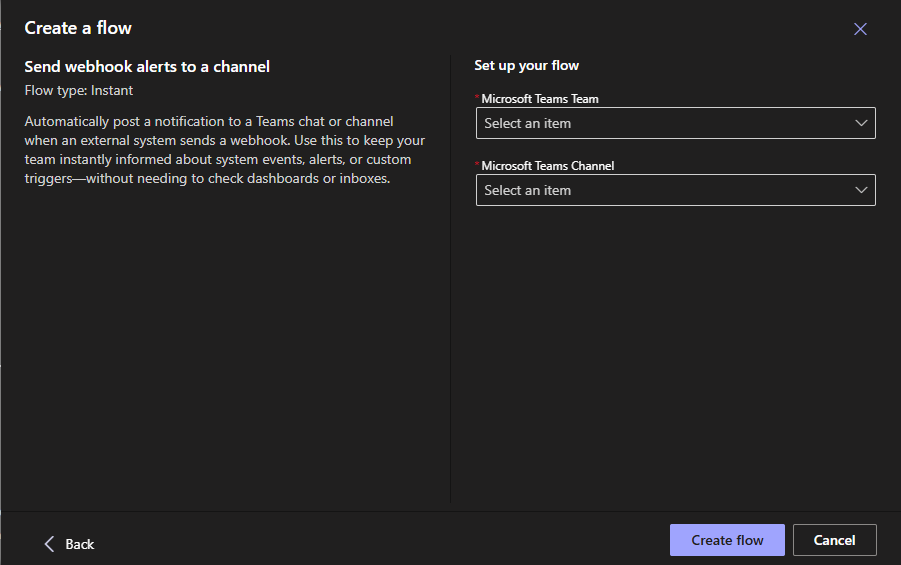 Create a flow
Send webhook alerts to a channel
Flow type: Instant
Automatically post a notification to a Teams chat or channel
when an external system sends a webhook. Use this to keep your
team instantly informed about system events, alerts, or custom
triggers—without needing to check dashboards or inboxes.
Set up your flow
* Microsoft Teams Team
Select an item
* Microsoft Teams Channel
Select an item
Back
Create flow
Cancel